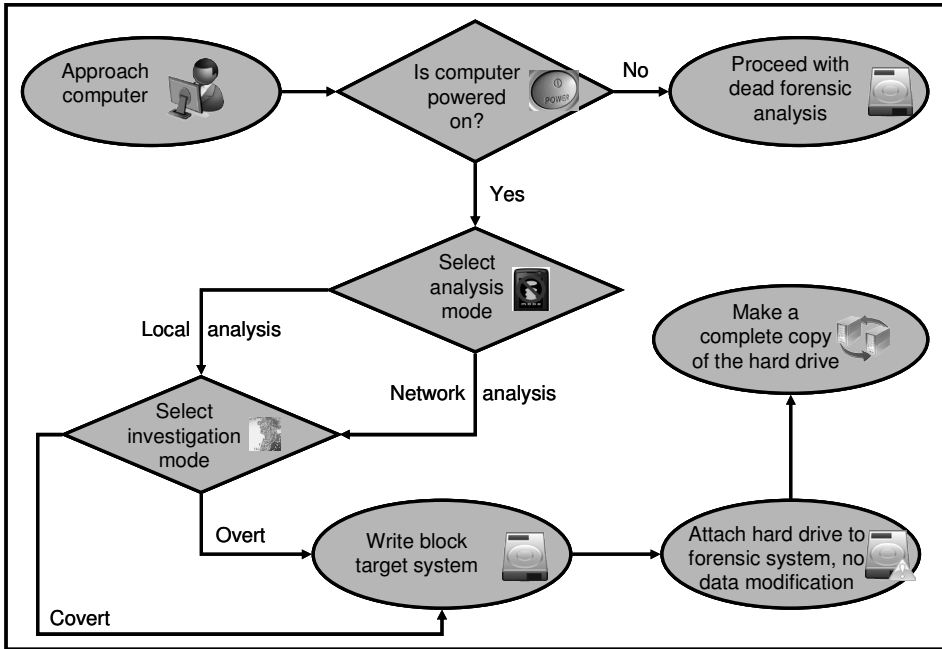 Approach
computer
Is computer
powered
on?
POWER
No
Proceed with
dead forensic
analysis
Yes
Select
analysis
mode
Local analysis
Network analysis
Make a
complete copy
of the hard drive
Select
investigation
mode
Overt
Write block
target system
Attach hard drive to
forensic system, no
data modification
Covert